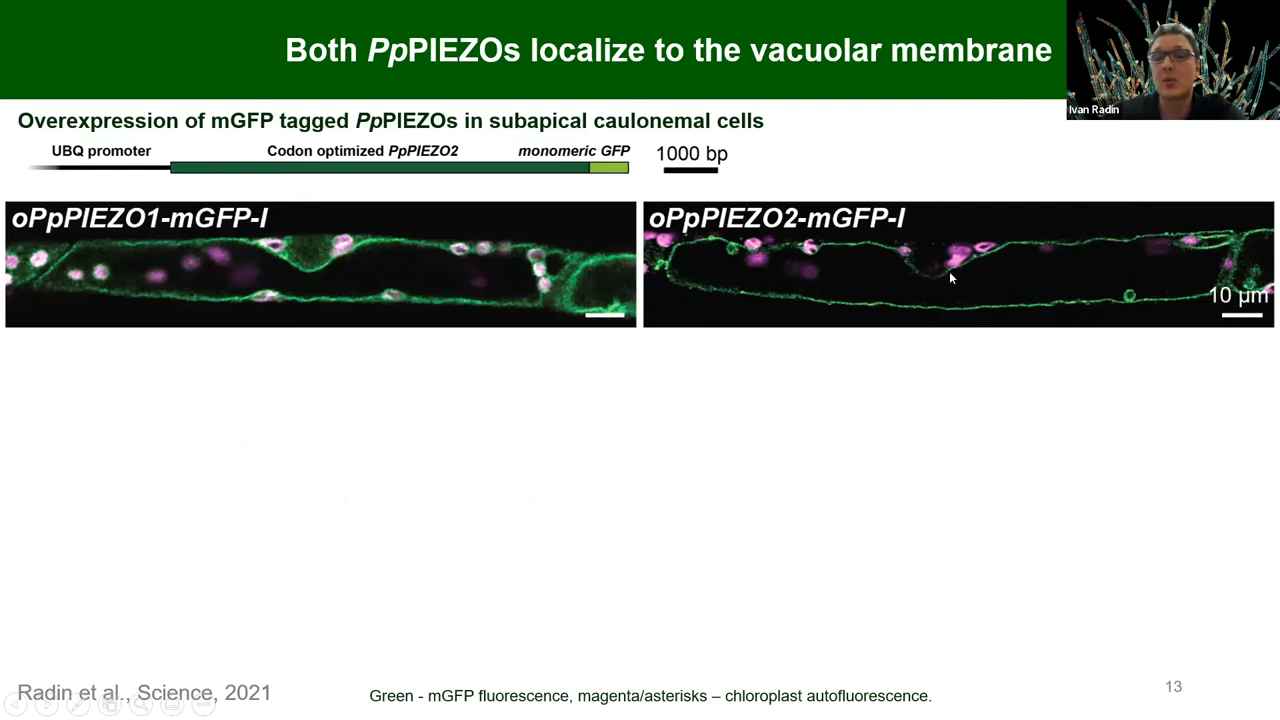 Both PpPIEZOs localize to the vacuolar membrane
Ivan Radin
Overexpression of mGFP tagged PpPIEZOs in subapical caulonemal cells
UBQ promoter Codon optimized PpPIEZO2 monomeric GFP 1000 bp
oPpPIEZO1-mGFP-I oPpPIEZO2-mGFP-I
10 µm
Radin et al., Science, 2021
Green - mGFP fluorescence, magenta/asterisks – chloroplast autofluorescence.
13